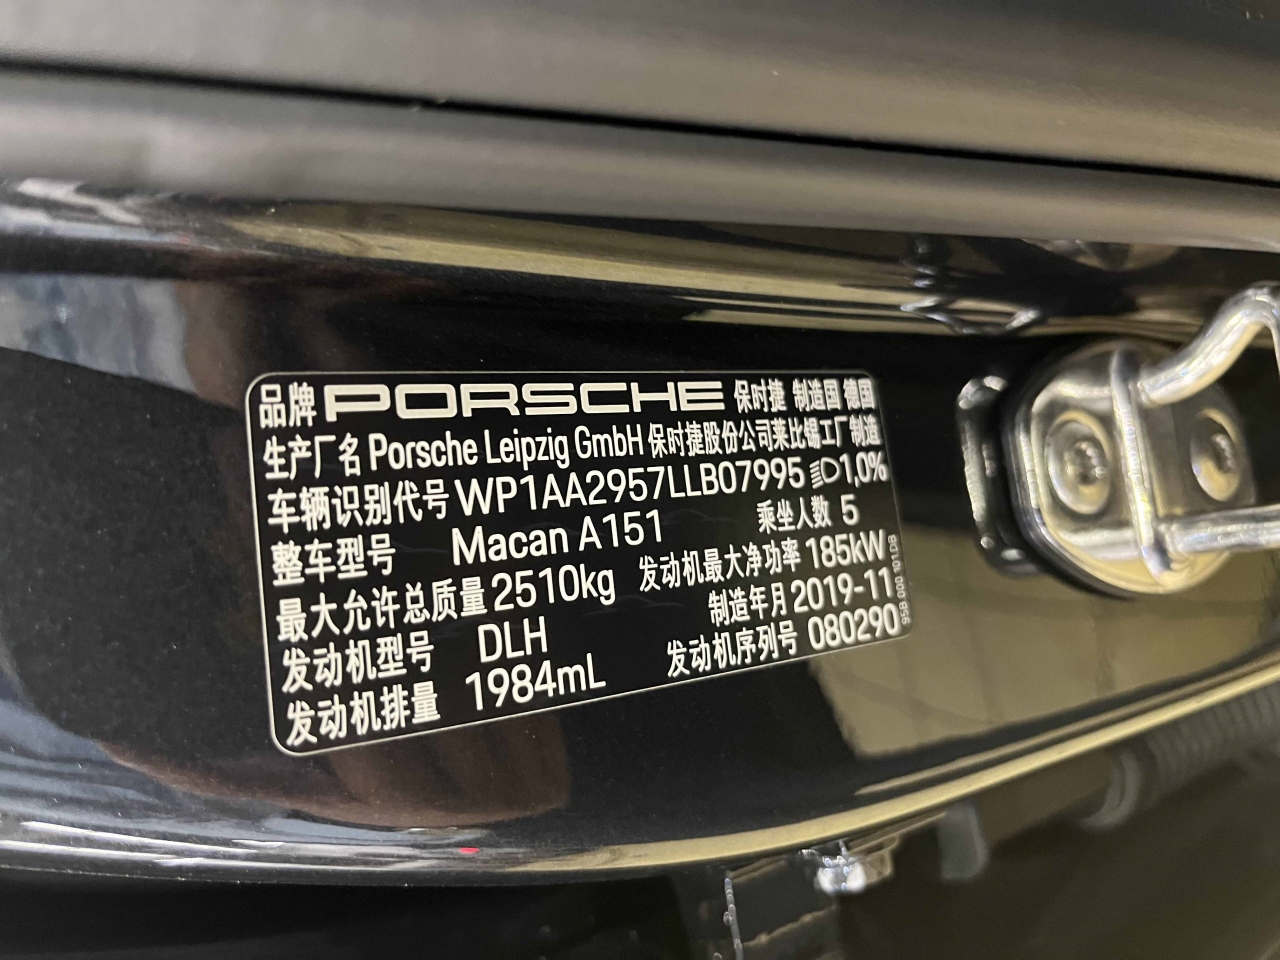 品牌 PORSCHE 保时捷 制造国 德国
生产厂名 Porsche Leipzig GmbH 保时捷股份公司莱比锡工厂制造
车辆识别代号 WP1AA2957LLB07995 1,0%
整车型号 Macan A151 乘坐人数 5
最大允许总质量 2510kg 发动机最大净功率 185kW
发动机型号 DLH 制造年月 2019-11
发动机排量 1984mL 发动机序列号 080290
95B 000 101 DB